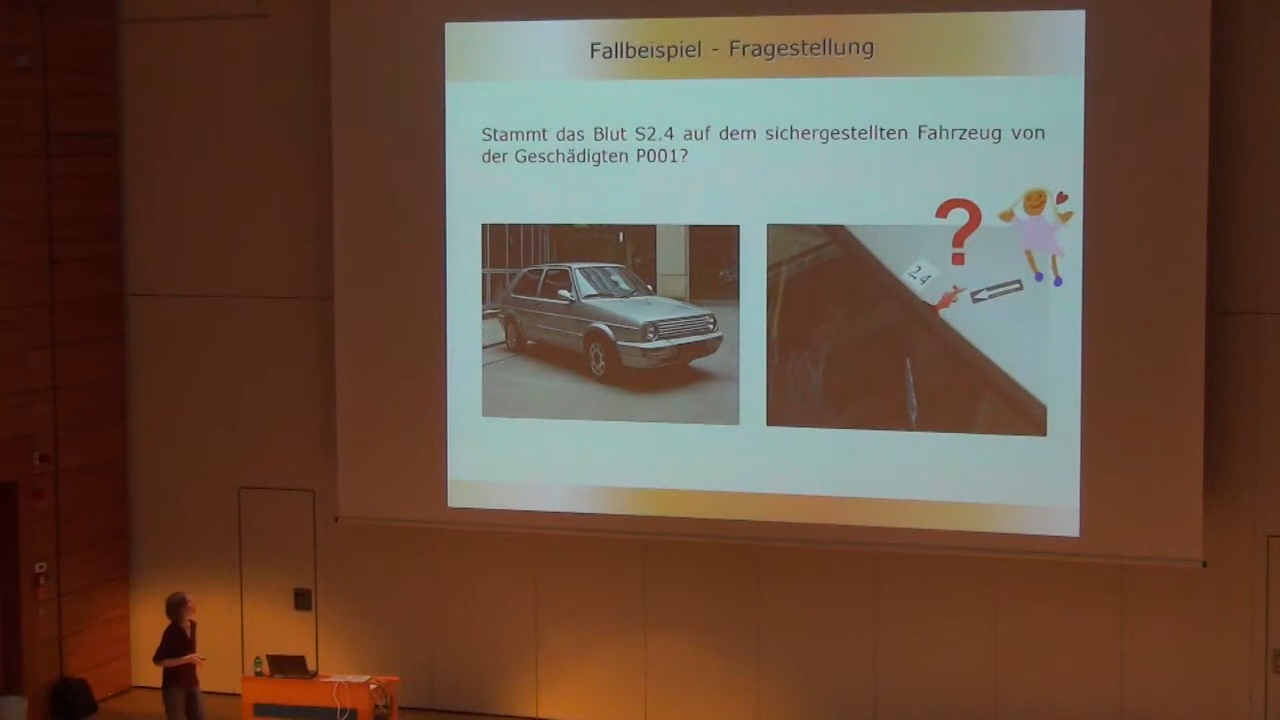 Fallbeispiel - Fragestellung
Stammt das Blut S2.4 auf dem sichergestellten Fahrzeug von
der Geschädigten P001?
?
2.4